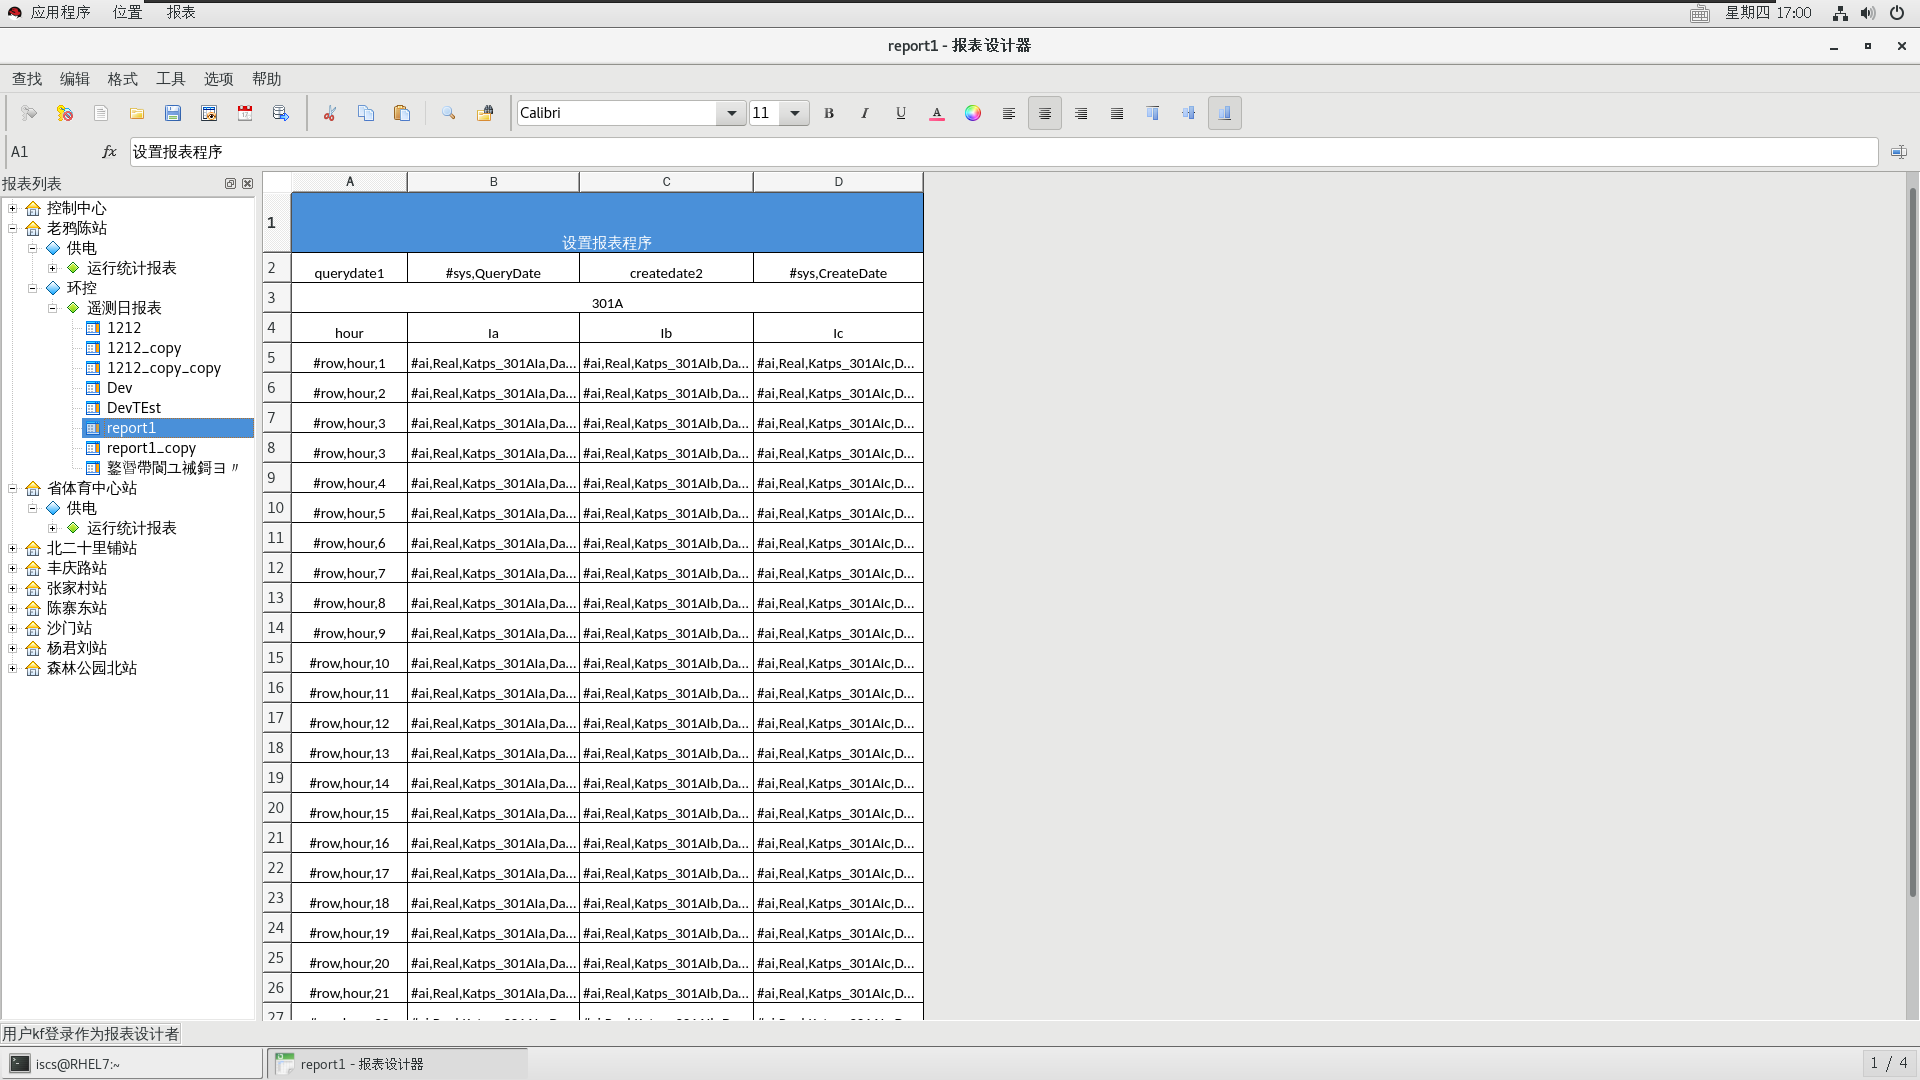 应用程序 位置 报表 星期四 17:00
report1 - 报表设计器
查找 编辑 格式 工具 选项 帮助
Calibri 11 B I U A
A1 fx 设置报表程序
报表列表
控制中心
老鸦陈站
供电
运行统计报表
环控
遥测日报表
1212
1212_copy
1212_copy_copy
Dev
DevTEst
report1
report1_copy
省体育中心站
供电
运行统计报表
北二十里铺站
丰庆路站
张家村站
陈寨东站
沙门站
杨君刘站
森林公园北站
A B C D
1 设置报表程序
2 querydate1 #sys,QueryDate createdate2 #sys,CreateDate
3 301A
4 hour Ia Ib Ic
5 #row,hour,1 #ai,Real,Katps_301AIa,Da... #ai,Real,Katps_301AIb,Da... #ai,Real,Katps_301AIc,D...
6 #row,hour,2 #ai,Real,Katps_301AIa,Da... #ai,Real,Katps_301AIb,Da... #ai,Real,Katps_301AIc,D...
7 #row,hour,3 #ai,Real,Katps_301AIa,Da... #ai,Real,Katps_301AIb,Da... #ai,Real,Katps_301AIc,D...
8 #row,hour,3 #ai,Real,Katps_301AIa,Da... #ai,Real,Katps_301AIb,Da... #ai,Real,Katps_301AIc,D...
9 #row,hour,4 #ai,Real,Katps_301AIa,Da... #ai,Real,Katps_301AIb,Da... #ai,Real,Katps_301AIc,D...
10 #row,hour,5 #ai,Real,Katps_301AIa,Da... #ai,Real,Katps_301AIb,Da... #ai,Real,Katps_301AIc,D...
11 #row,hour,6 #ai,Real,Katps_301AIa,Da... #ai,Real,Katps_301AIb,Da... #ai,Real,Katps_301AIc,D...
12 #row,hour,7 #ai,Real,Katps_301AIa,Da... #ai,Real,Katps_301AIb,Da... #ai,Real,Katps_301AIc,D...
13 #row,hour,8 #ai,Real,Katps_301AIa,Da... #ai,Real,Katps_301AIb,Da... #ai,Real,Katps_301AIc,D...
14 #row,hour,9 #ai,Real,Katps_301AIa,Da... #ai,Real,Katps_301AIb,Da... #ai,Real,Katps_301AIc,D...
15 #row,hour,10 #ai,Real,Katps_301AIa,Da... #ai,Real,Katps_301AIb,Da... #ai,Real,Katps_301AIc,D...
16 #row,hour,11 #ai,Real,Katps_301AIa,Da... #ai,Real,Katps_301AIb,Da... #ai,Real,Katps_301AIc,D...
17 #row,hour,12 #ai,Real,Katps_301AIa,Da... #ai,Real,Katps_301AIb,Da... #ai,Real,Katps_301AIc,D...
18 #row,hour,13 #ai,Real,Katps_301AIa,Da... #ai,Real,Katps_301AIb,Da... #ai,Real,Katps_301AIc,D...
19 #row,hour,14 #ai,Real,Katps_301AIa,Da... #ai,Real,Katps_301AIb,Da... #ai,Real,Katps_301AIc,D...
20 #row,hour,15 #ai,Real,Katps_301AIa,Da... #ai,Real,Katps_301AIb,Da... #ai,Real,Katps_301AIc,D...
21 #row,hour,16 #ai,Real,Katps_301AIa,Da... #ai,Real,Katps_301AIb,Da... #ai,Real,Katps_301AIc,D...
22 #row,hour,17 #ai,Real,Katps_301AIa,Da... #ai,Real,Katps_301AIb,Da... #ai,Real,Katps_301AIc,D...
23 #row,hour,18 #ai,Real,Katps_301AIa,Da... #ai,Real,Katps_301AIb,Da... #ai,Real,Katps_301AIc,D...
24 #row,hour,19 #ai,Real,Katps_301AIa,Da... #ai,Real,Katps_301AIb,Da... #ai,Real,Katps_301AIc,D...
25 #row,hour,20 #ai,Real,Katps_301AIa,Da... #ai,Real,Katps_301AIb,Da... #ai,Real,Katps_301AIc,D...
26 #row,hour,21 #ai,Real,Katps_301AIa,Da... #ai,Real,Katps_301AIb,Da... #ai,Real,Katps_301AIc,D...
27
用户kf登录作为报表设计者
iscs@RHEL7:~ report1 - 报表设计器 1 / 4